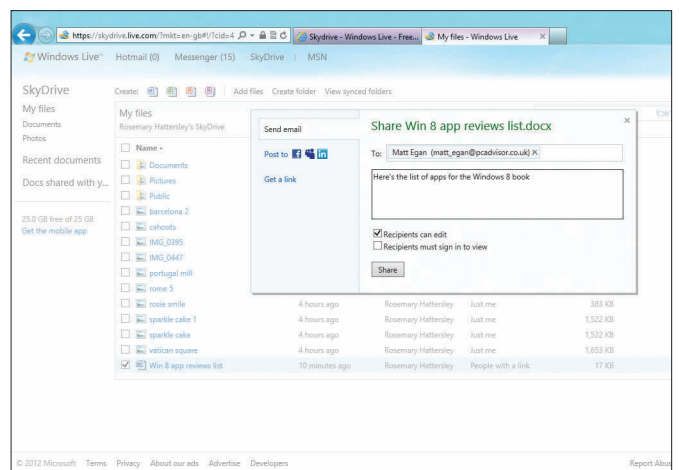 https://skydrive.live.com/?mkt=en-gb#!/?cid=4
Skydrive - Windows Live - Free...
My files - Windows Live
Windows Live™ Hotmail (0) Messenger (15) SkyDrive MSN
SkyDrive
My files
Documents
Photos
Recent documents
Docs shared with y...
25.0 GB free of 25 GB
Get the mobile app
Create: Add files Create folder View synced folders
My files
Rosemary Hattersley's SkyDrive
Name
Documents
Pictures
Public
barcelona 2
cahoots
IMG_0395
IMG_0447
portugal mill
rome 5
rosie smile 4 hours ago Rosemary Hattersley Just me 383 KB
sparkle cake 1 4 hours ago Rosemary Hattersley Just me 1,522 KB
sparkle cake 4 hours ago Rosemary Hattersley Just me 1,522 KB
vatican square 4 hours ago Rosemary Hattersley Just me 1,653 KB
Win 8 app reviews list 10 minutes ago Rosemary Hattersley People with a link 17 KB
Send email
Post to
Get a link
Share Win 8 app reviews list.docx
To: Matt Egan (matt_egan@pcadvisor.co.uk)
Here's the list of apps for the Windows 8 book
Recipients can edit
Recipients must sign in to view
Share
© 2012 Microsoft Terms Privacy About our ads Advertise Developers
Report Abus